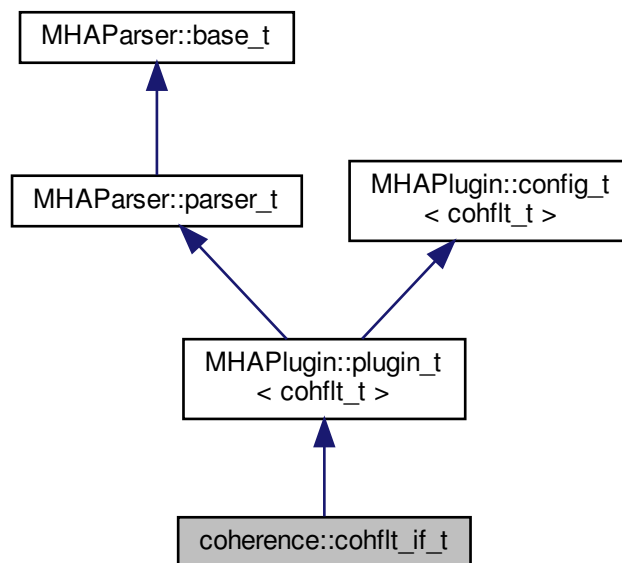 MHAParser::base_t
MHAParser::parser_t
MHAPlugin::config_t
< cohflt_t >
MHAPlugin::plugin_t
< cohflt_t >
coherence::cohflt_if_t